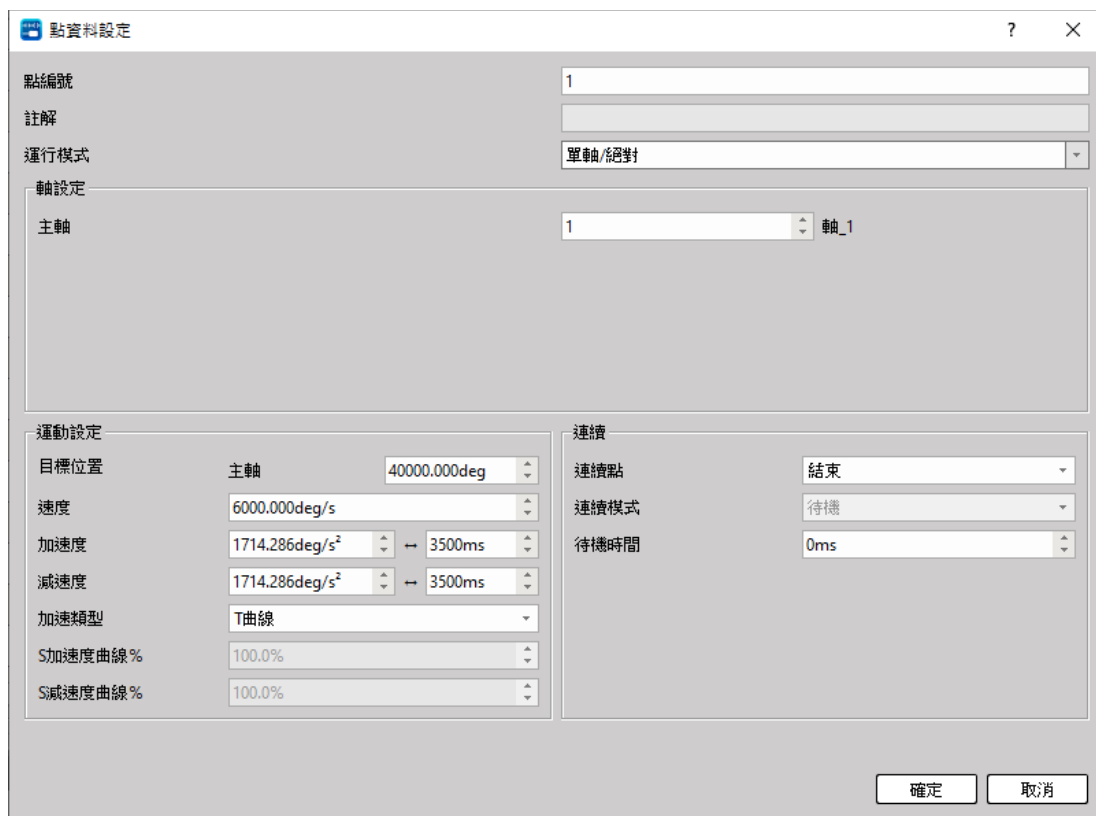 點資料設定 ?
點編號 1
註解
運行模式 單軸/絕對
軸設定
主軸 1 軸_1
運動設定
目標位置 主軸 40000.000deg
速度 6000.000deg/s
加速度 1714.286deg/s² ↔ 3500ms
減速度 1714.286deg/s² ↔ 3500ms
加速類型 T曲線
S加速度曲線% 100.0%
S減速度曲線% 100.0%
連續
連續點 結束
連續模式 待機
待機時間 0ms
確定 取消